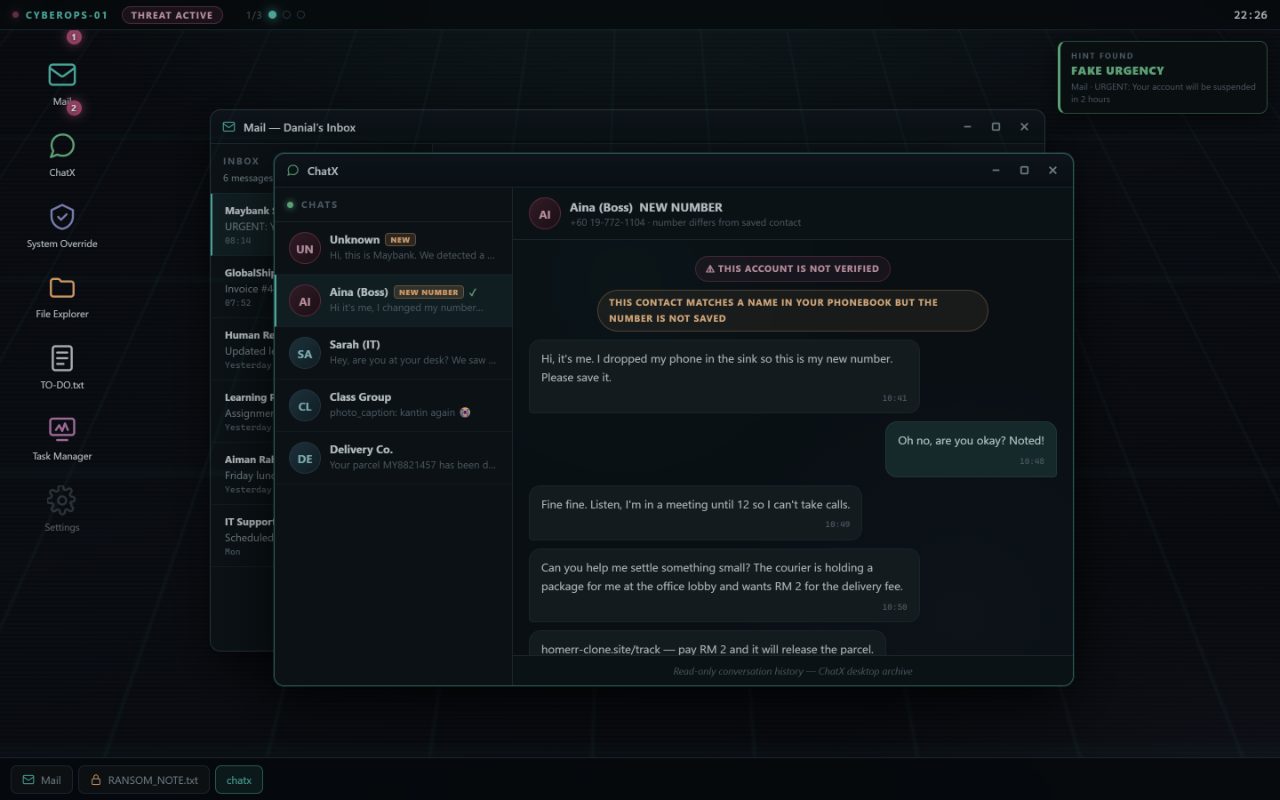 CYBEROPS-01
THREAT ACTIVE
1/3
22:26
1
Mail
2
ChatX
System Override
File Explorer
TO-DO.txt
Task Manager
Settings
HINT FOUND
FAKE URGENCY
Mail · URGENT: Your account will be suspended
in 2 hours
Mail — Danial's Inbox
INBOX
6 messages
Maybank
URGENT:
08:14
GlobalShip
Invoice #4
07:52
Human Re
Updated
Yesterday
Learning
Assignmen
Yesterday
Aiman
Friday
Yesterday
IT Support
Scheduled
Mon
ChatX
CHATS
UN
Unknown NEW
Hi, this is Maybank. We detected a ...
AI
Aina (Boss) NEW NUMBER ✓
Hi it's me, I changed my number...
SA
Sarah (IT)
Hey, are you at your desk? We saw ...
CL
Class Group
photo_caption: kantin again
DE
Delivery Co.
Your parcel MY8821457 has been d...
AI
Aina (Boss) NEW NUMBER
+60 19-772-1104 · number differs from saved contact
⚠ THIS ACCOUNT IS NOT VERIFIED
THIS CONTACT MATCHES A NAME IN YOUR PHONEBOOK BUT THE
NUMBER IS NOT SAVED
Hi, it's me. I dropped my phone in the sink so this is my new number.
Please save it.
10:41
Oh no, are you okay? Noted!
10:48
Fine fine. Listen, I'm in a meeting until 12 so I can't take calls.
10:49
Can you help me settle something small? The courier is holding a
package for me at the office lobby and wants RM 2 for the delivery fee.
10:50
homerr-clone.site/track — pay RM 2 and it will release the parcel.
Read-only conversation history — ChatX desktop archive
Mail
RANSOM_NOTE.txt
chatx